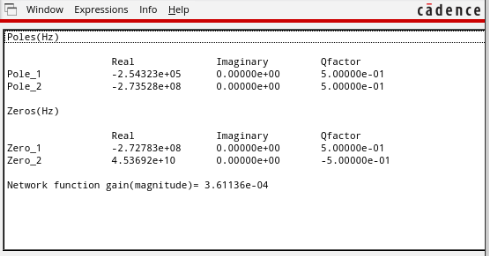 Window Expressions Info Help cādence
Poles(Hz)
Real Imaginary Qfactor
Pole_1 -2.54323e+05 0.00000e+00 5.00000e-01
Pole_2 -2.73528e+08 0.00000e+00 5.00000e-01
Zeros(Hz)
Real Imaginary Qfactor
Zero_1 -2.72783e+08 0.00000e+00 5.00000e-01
Zero_2 4.53692e+10 0.00000e+00 -5.00000e-01
Network function gain(magnitude)= 3.61136e-04